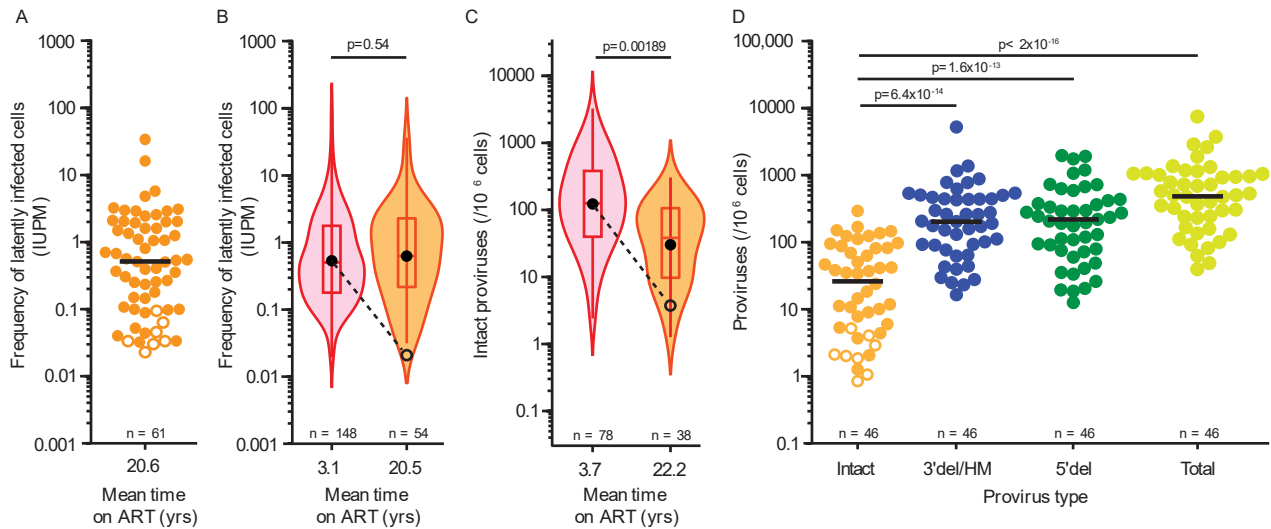 A
Frequency of latently infected cells
(IUPM)
1000
100
10
1
0.1
0.01
0.001
n = 61
20.6
Mean time
on ART (yrs)
B
Frequency of latently infected cells
(IUPM)
1000
100
10
1
0.1
0.01
0.001
p=0.54
n = 148
n = 54
3.1
20.5
Mean time
on ART (yrs)
C
Intact proviruses (/10 6 cells)
10000
1000
100
10
1
0.1
p=0.00189
n = 78
n = 38
3.7
22.2
Mean time
on ART (yrs)
D
Proviruses (/10 6 cells)
100,000
10000
1000
100
10
1
0.1
p< 2x10-16
p=1.6x10-13
p=6.4x10-14
n = 46
n = 46
n = 46
n = 46
Intact
3'del/HM
5'del
Total
Provirus type